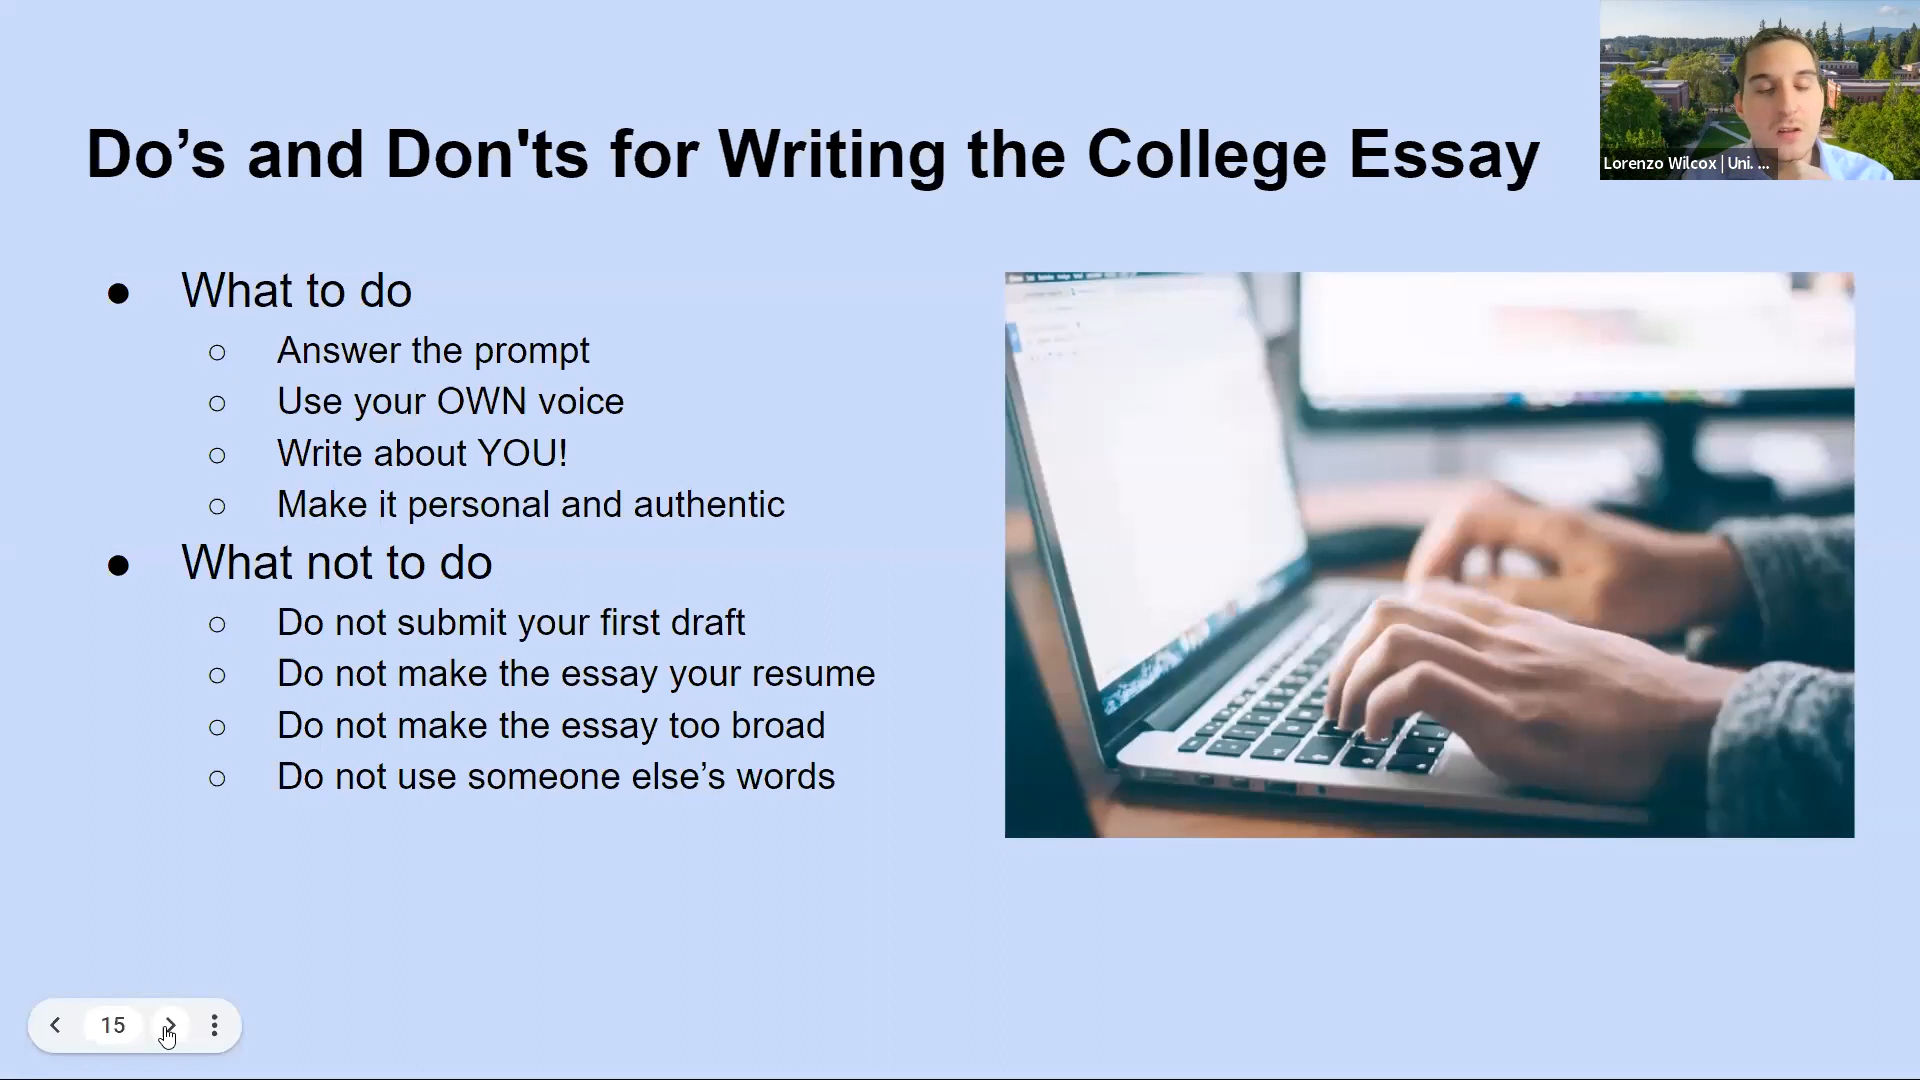 Do’s and Don'ts for Writing the College Essay
Lorenzo Wilcox | Uni. ...
What to do
Answer the prompt
Use your OWN voice
Write about YOU!
Make it personal and authentic
What not to do
Do not submit your first draft
Do not make the essay your resume
Do not make the essay too broad
Do not use someone else’s words
15